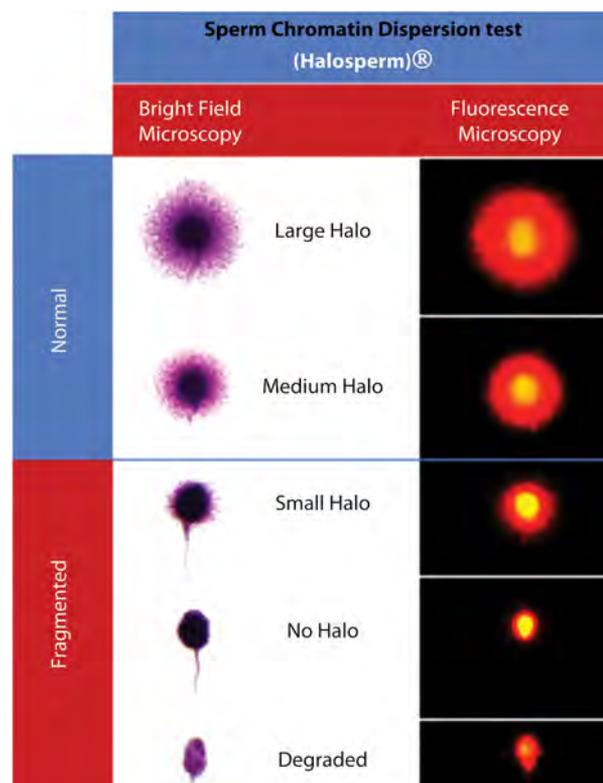 Sperm Chromatin Dispersion test
(Halosperm)®
Bright Field
Microscopy
Fluorescence
Microscopy
Normal
Large Halo
Medium Halo
Fragmented
Small Halo
No Halo
Degraded